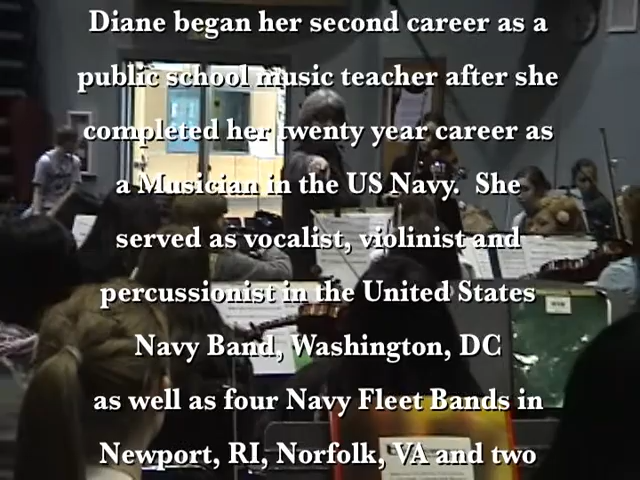 Diane began her second career as a
public school music teacher after she
completed her twenty year career as
a Musician in the US Navy. She
served as vocalist, violinist and
percussionist in the United States
Navy Band, Washington, DC
as well as four Navy Fleet Bands in
Newport, RI, Norfolk, VA and two